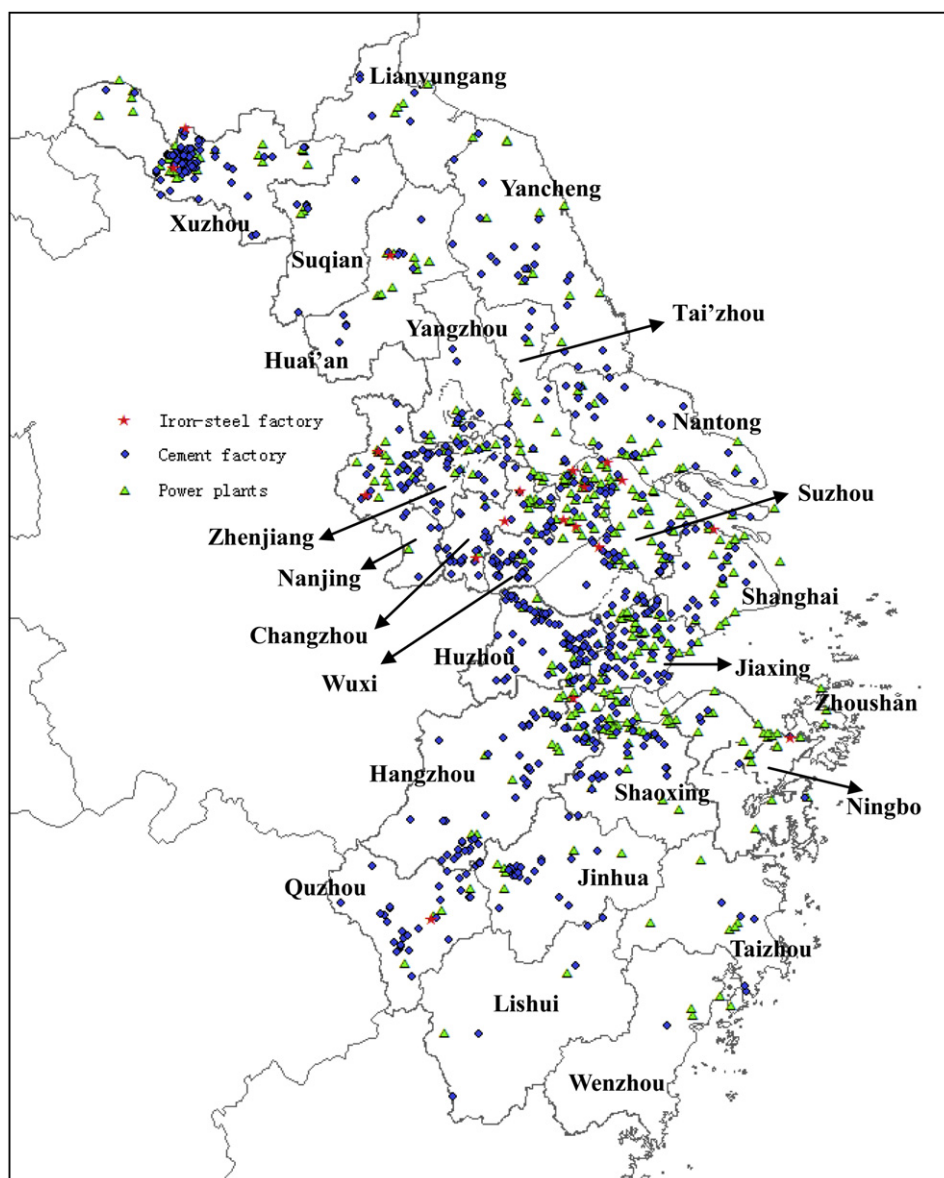 Lianyungang
Yancheng
Xuzhou
Suqian
Tai’zhou
Yangzhou
Huai’an
Iron-steel factory
Nantong
Cement factory
Power plants
Suzhou
Zhenjiang
Nanjing
Shanghai
Changzhou
Huzhou
Jiaxing
Wuxi
Zhoushan
Hangzhou
Shaoxing
Ningbo
Jinhua
Quzhou
Taizhou
Lishui
Wenzhou